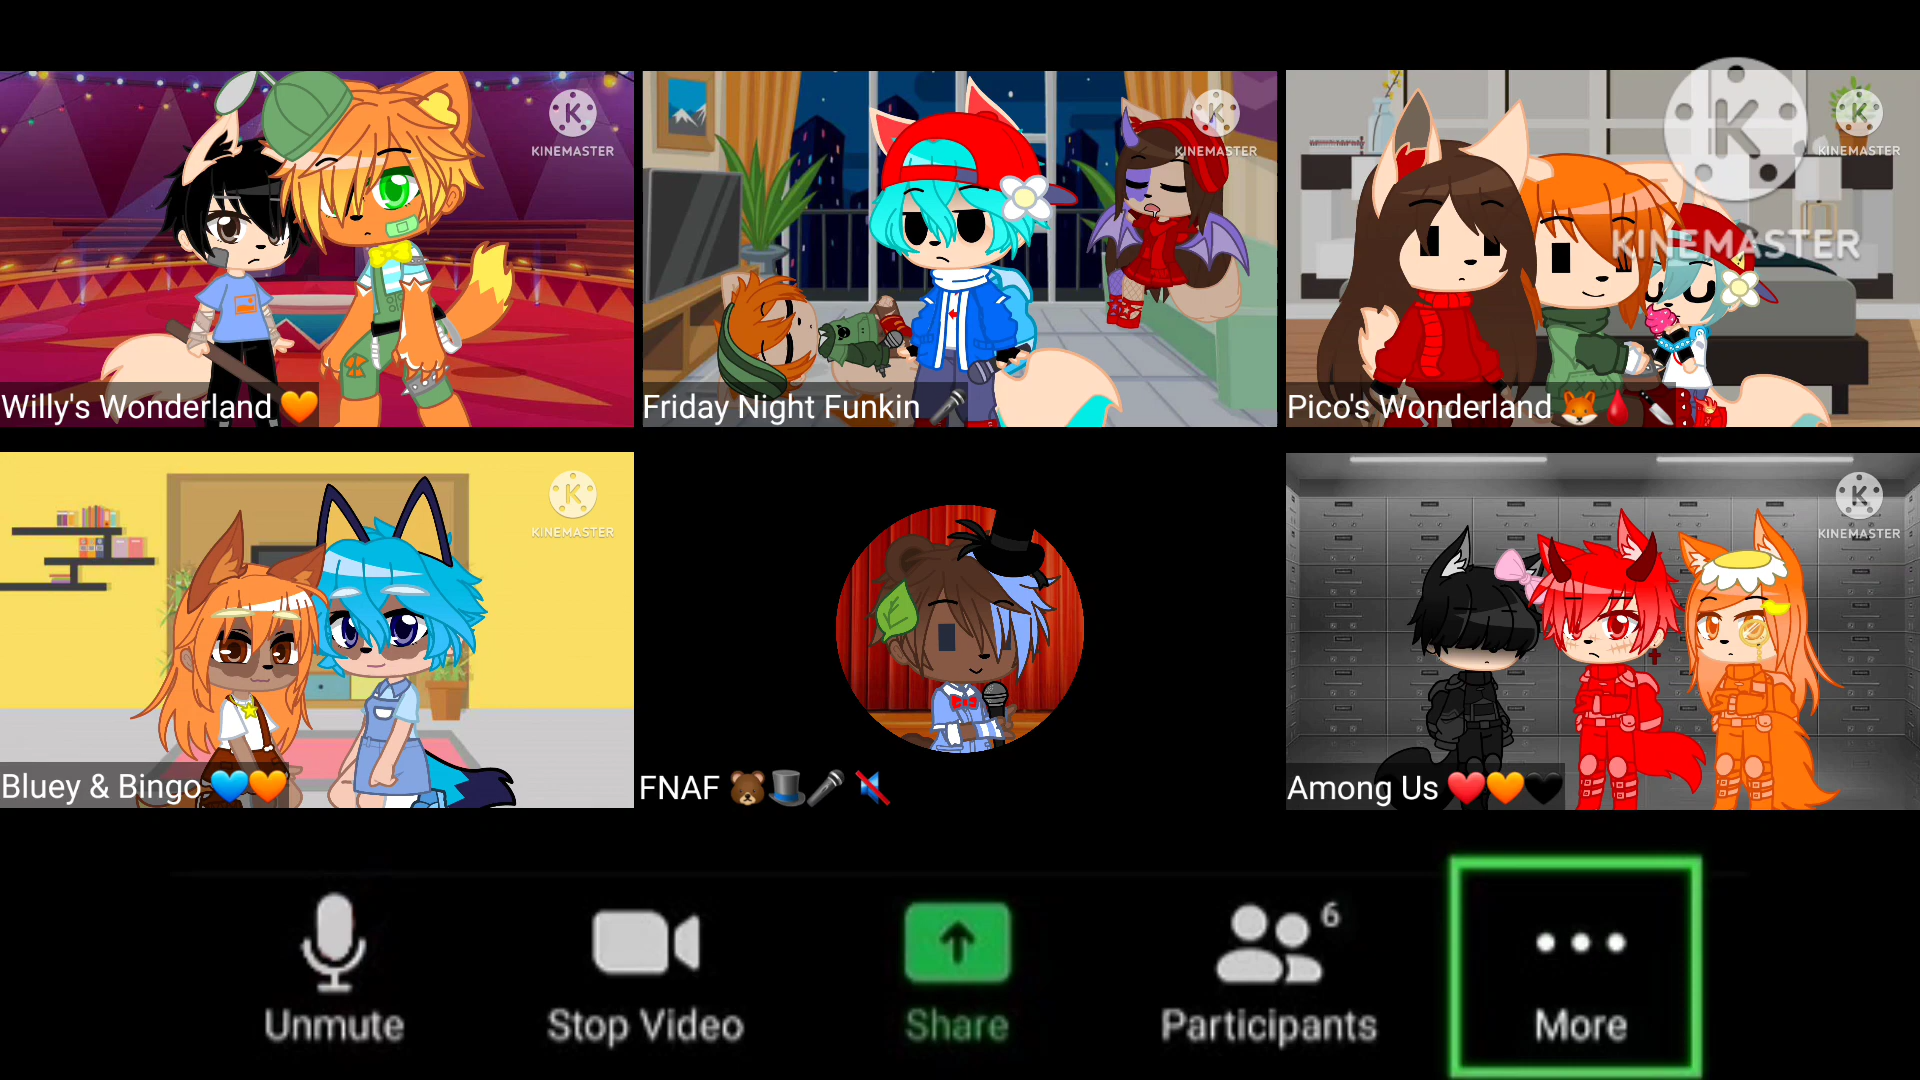 K
KINEMASTER
K
KINEMASTER
K
KINEMASTER
K
KINEMASTER
Willy's Wonderland 🧡
Friday Night Funkin 🎤
Pico's Wonderland 🦊🩸
K
KINEMASTER
K
KINEMASTER
Bluey & Bingo 💙🧡
FNAF 🐻🎩🎤 🔇
Among Us ❤️🧡🖤
6
Unmute
Stop Video
Share
Participants
More